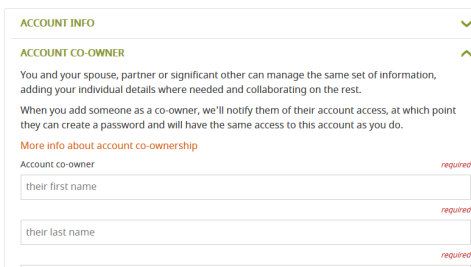 ACCOUNT INFO
ACCOUNT CO-OWNER
You and your spouse, partner or significant other can manage the same set of information,
adding your individual details where needed and collaborating on the rest.
When you add someone as a co-owner, we'll notify them of their account access, at which point
they can create a password and will have the same access to this account as you do.
More info about account co-ownership
Account co-owner required
their first name
required
their last name
required